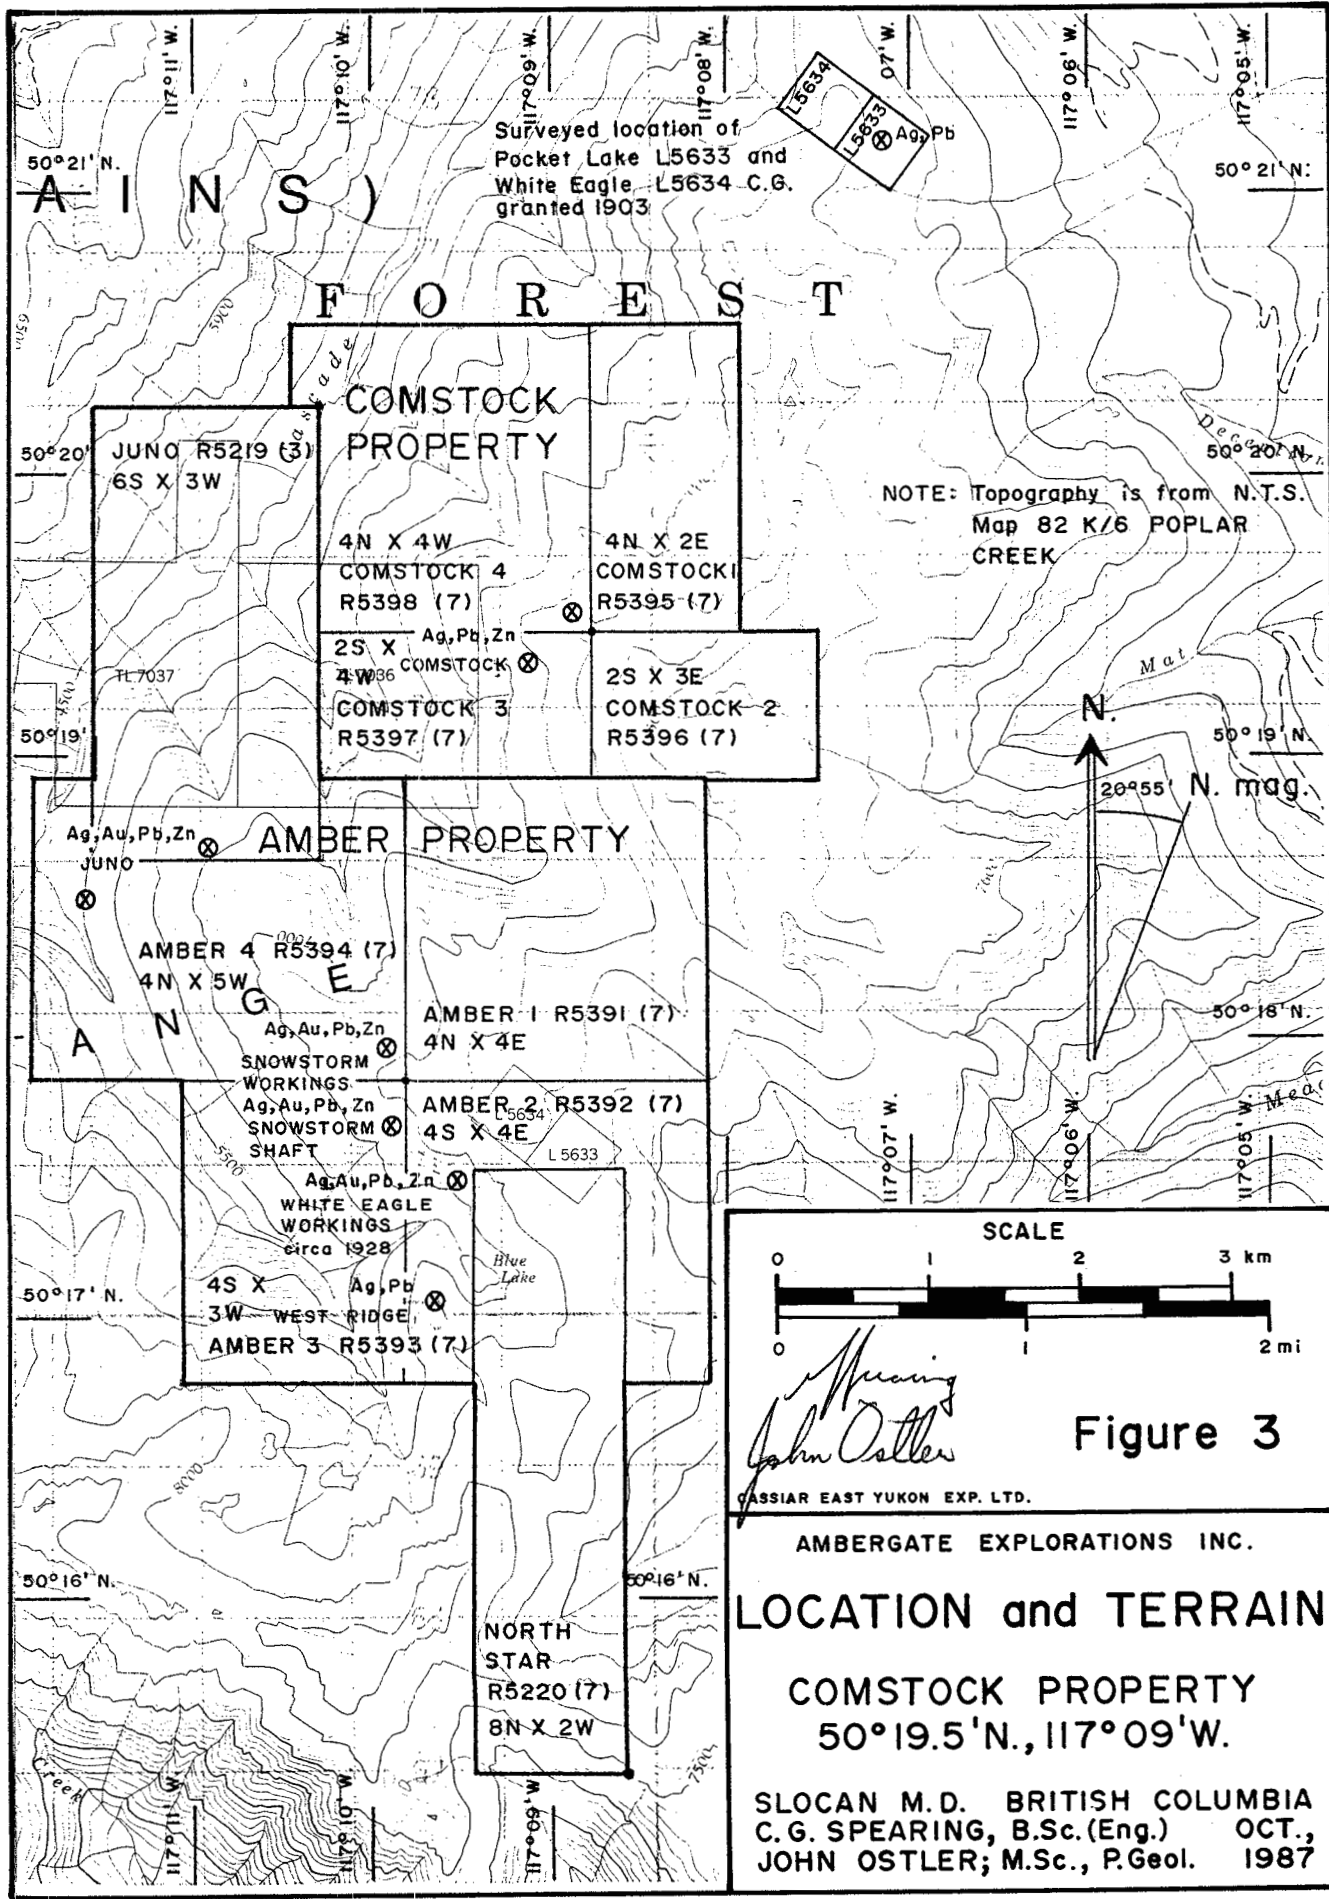 117°11' W.
117°10' W.
117°09' W.
117°08' W.
07' W.
117°06' W.
117°05' W.
L5634
L5633
Ag, Pb
Surveyed location of
Pocket Lake L5633 and
White Eagle L5634 C.G.
granted 1903
50°21' N.
50°21' N.
A I N S )
F O R E S T
6500
5900
COMSTOCK
PROPERTY
50°20'
JUNO R5219 (3)
6S X 3W
50°20' N.
NOTE: Topography is from N.T.S.
Map 82 K/6 POPLAR
CREEK
4N X 4W
COMSTOCK 4
R5398 (7)
4N X 2E
COMSTOCK 1
R5395 (7)
Ag, Pb, Zn
COMSTOCK
2S X
4W
COMSTOCK 3
R5397 (7)
2S X 3E
COMSTOCK 2
R5396 (7)
TL 7037
4500
Mat
50°19'
50°19' N.
N.
20°55'
N. mag.
Ag, Au, Pb, Zn
JUNO
AMBER PROPERTY
7000
AMBER 4 R5394 (7)
4N X 5W
A N G E
AMBER 1 R5391 (7)
4N X 4E
50°18' N.
Ag, Au, Pb, Zn
SNOWSTORM
WORKINGS
Ag, Au, Pb, Zn
SNOWSTORM
SHAFT
AMBER 2 R5392 (7)
4S X 4E
L 5634
L 5633
5500
Mead
117°07' W.
117°06' W.
117°05' W.
Ag, Au, Pb, Zn
WHITE EAGLE
WORKINGS
circa 1928
Blue
Lake
50°17' N.
4S X
3W
Ag, Pb
WEST RIDGE
AMBER 3 R5393 (7)
SCALE
0 1 2 3 km
0 1 2 mi
John Ostler
Figure 3
CASSIAR EAST YUKON EXP. LTD.
8000
50°16' N.
50°16' N.
NORTH
STAR
R5220 (7)
8N X 2W
7500
Creek
117°11' W.
117°10' W.
117°09' W.
AMBERGATE EXPLORATIONS INC.
LOCATION and TERRAIN
COMSTOCK PROPERTY
50°19.5'N., 117°09'W.
SLOCAN M.D. BRITISH COLUMBIA
C. G. SPEARING, B.Sc. (Eng.) OCT.,
JOHN OSTLER; M.Sc., P.Geol. 1987